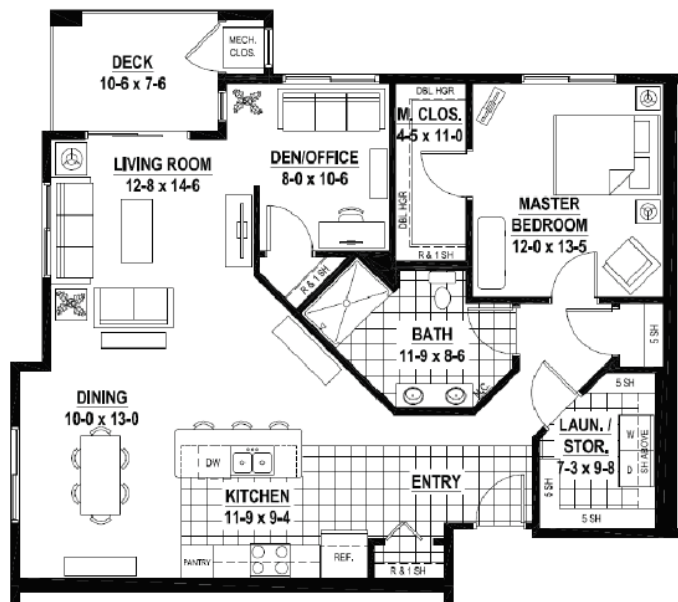 MECH.
CLOS.
DECK
10-6 x 7-6
DBL HGR
M. CLOS.
4-5 x 11-0
DBL HGR
R & 1 SH
LIVING ROOM
12-8 x 14-6
DEN/OFFICE
8-0 x 10-6
MASTER
BEDROOM
12-0 x 13-5
R & 1 SH
BATH
11-9 x 8-6
M.C.
5 SH
5 SH
DINING
10-0 x 13-0
LAUN. /
STOR.
7-3 x 9-8
W
D
SH ABOVE
5 SH
5 SH
DW
KITCHEN
11-9 x 9-4
ENTRY
PANTRY
REF.
R & 1 SH